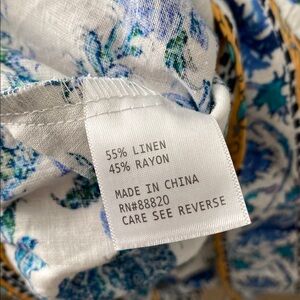 55% LINEN
45% RAYON
MADE IN CHINA
RN#88820
CARE SEE REVERSE